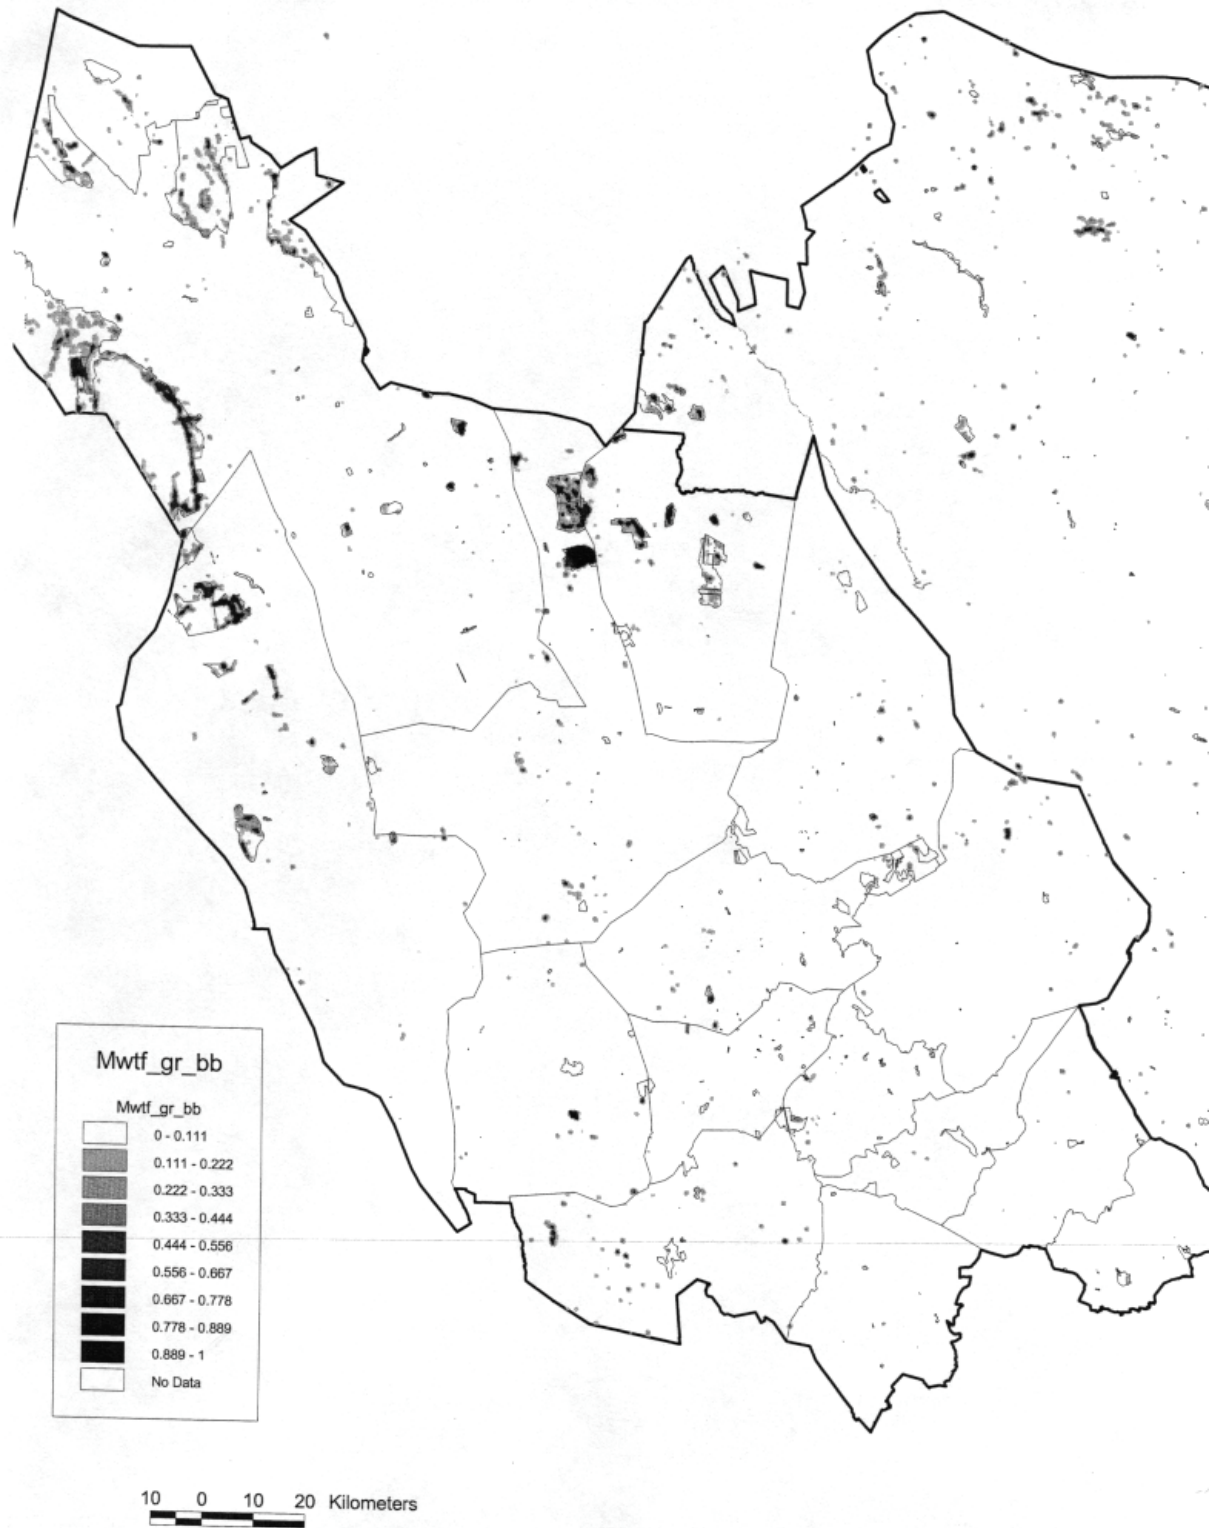 Mwtf_gr_bb
Mwtf_gr_bb
0 - 0.111
0.111 - 0.222
0.222 - 0.333
0.333 - 0.444
0.444 - 0.556
0.556 - 0.667
0.667 - 0.778
0.778 - 0.889
0.889 - 1
No Data
10 0 10 20 Kilometers